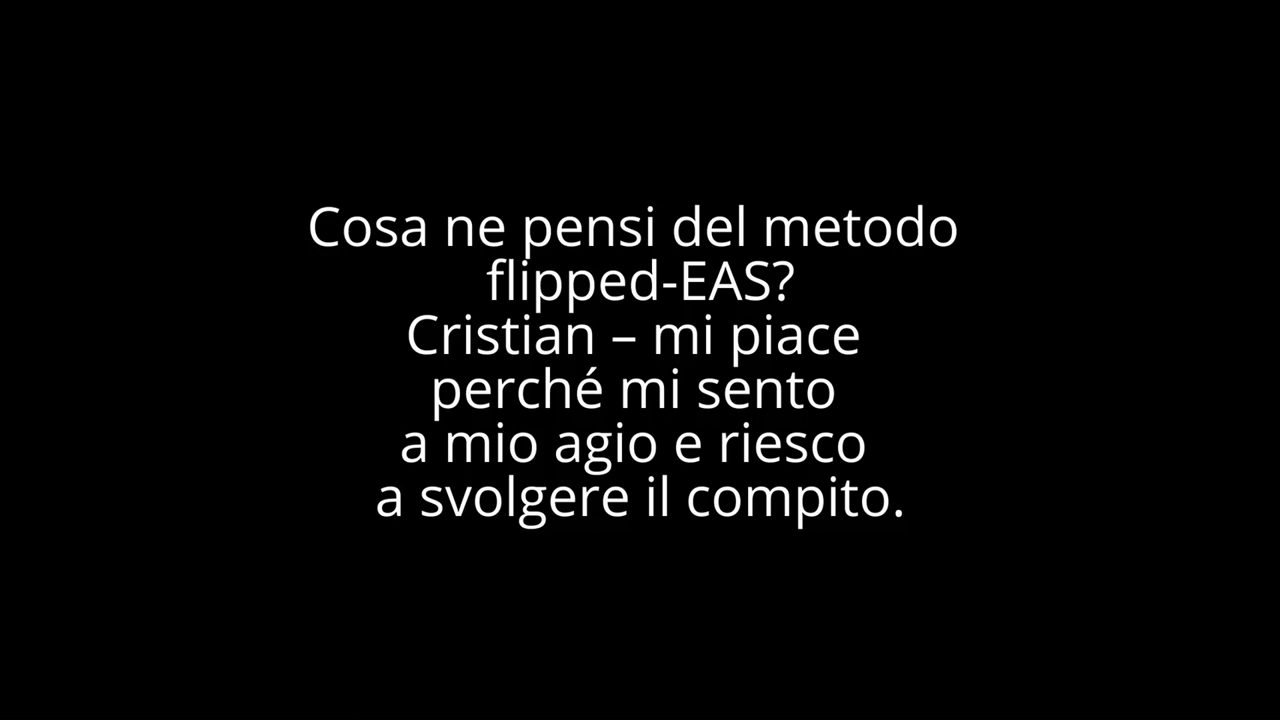 Cosa ne pensi del metodo
flipped-EAS?
Cristian – mi piace
perché mi sento
a mio agio e riesco
a svolgere il compito.